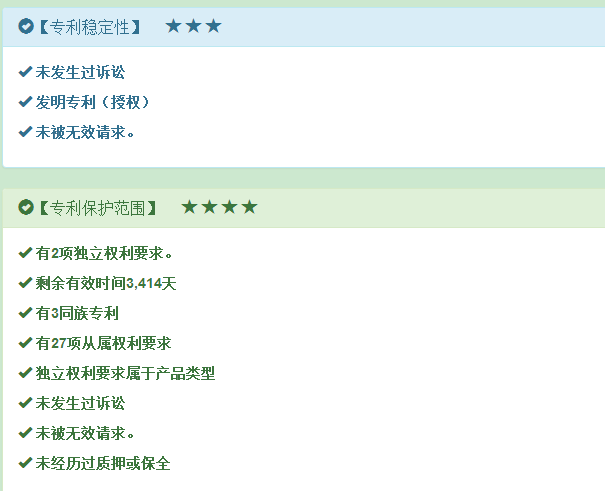 【专利稳定性】 ★★★
未发生过诉讼
发明专利（授权）
未被无效请求。
【专利保护范围】 ★★★★
有2项独立权利要求。
剩余有效时间3,414天
有3同族专利
有27项从属权利要求
独立权利要求属于产品类型
未发生过诉讼
未被无效请求。
未经历过质押或保全